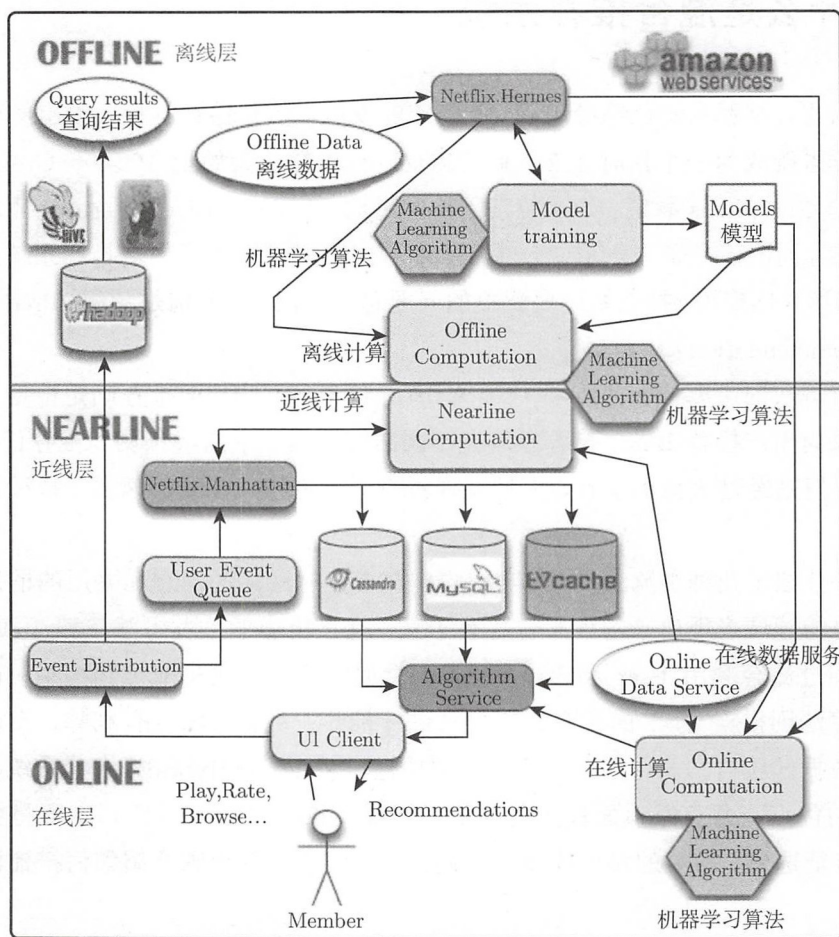 OFFLINE 离线层
amazon
webservices™
Query results
查询结果
Netflix.Hermes
Offline Data
离线数据
HIVE
Machine
Learning
Algorithm
Model
training
Models
模型
机器学习算法
hadoop
离线计算
Offline
Computation
Machine
Learning
Algorithm
机器学习算法
近线计算
Nearline
Computation
NEARLINE
近线层
Netflix.Manhattan
User Event
Queue
Cassandra
MySQL
EVcache
Event Distribution
Algorithm
Service
Online
Data Service
在线数据服务
UI Client
在线计算
Online
Computation
ONLINE
在线层
Play,Rate,
Browse...
Recommendations
Machine
Learning
Algorithm
机器学习算法
Member